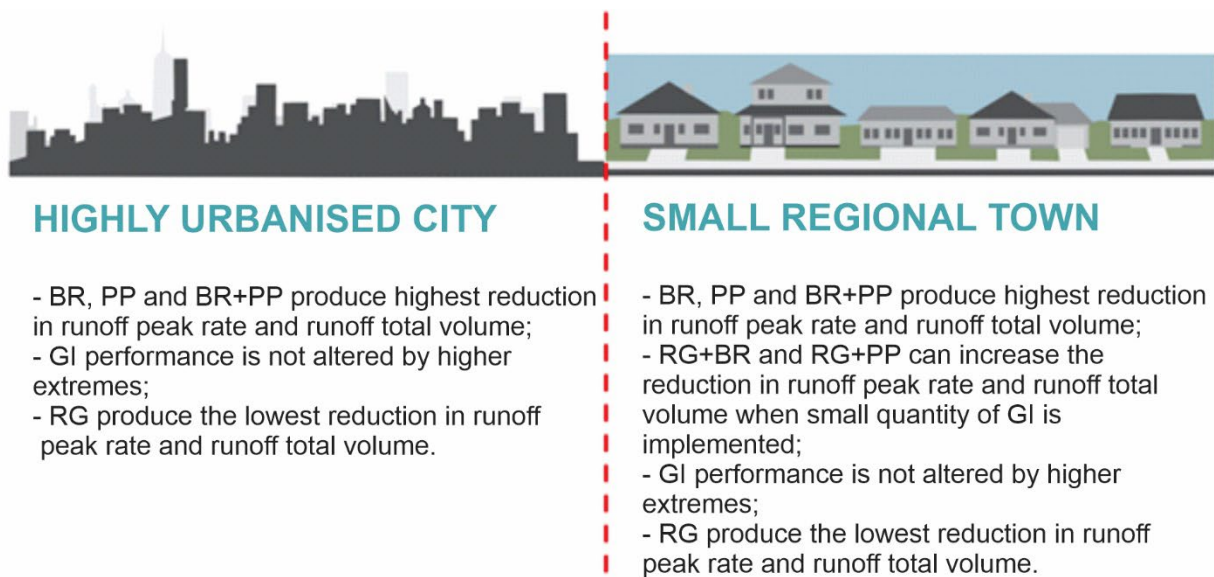 HIGHLY URBANISED CITY
- BR, PP and BR+PP produce highest reduction
in runoff peak rate and runoff total volume;
- GI performance is not altered by higher
extremes;
- RG produce the lowest reduction in runoff
peak rate and runoff total volume.
SMALL REGIONAL TOWN
- BR, PP and BR+PP produce highest reduction
in runoff peak rate and runoff total volume;
- RG+BR and RG+PP can increase the
reduction in runoff peak rate and runoff total
volume when small quantity of GI is
implemented;
- GI performance is not altered by higher
extremes;
- RG produce the lowest reduction in runoff
peak rate and runoff total volume.